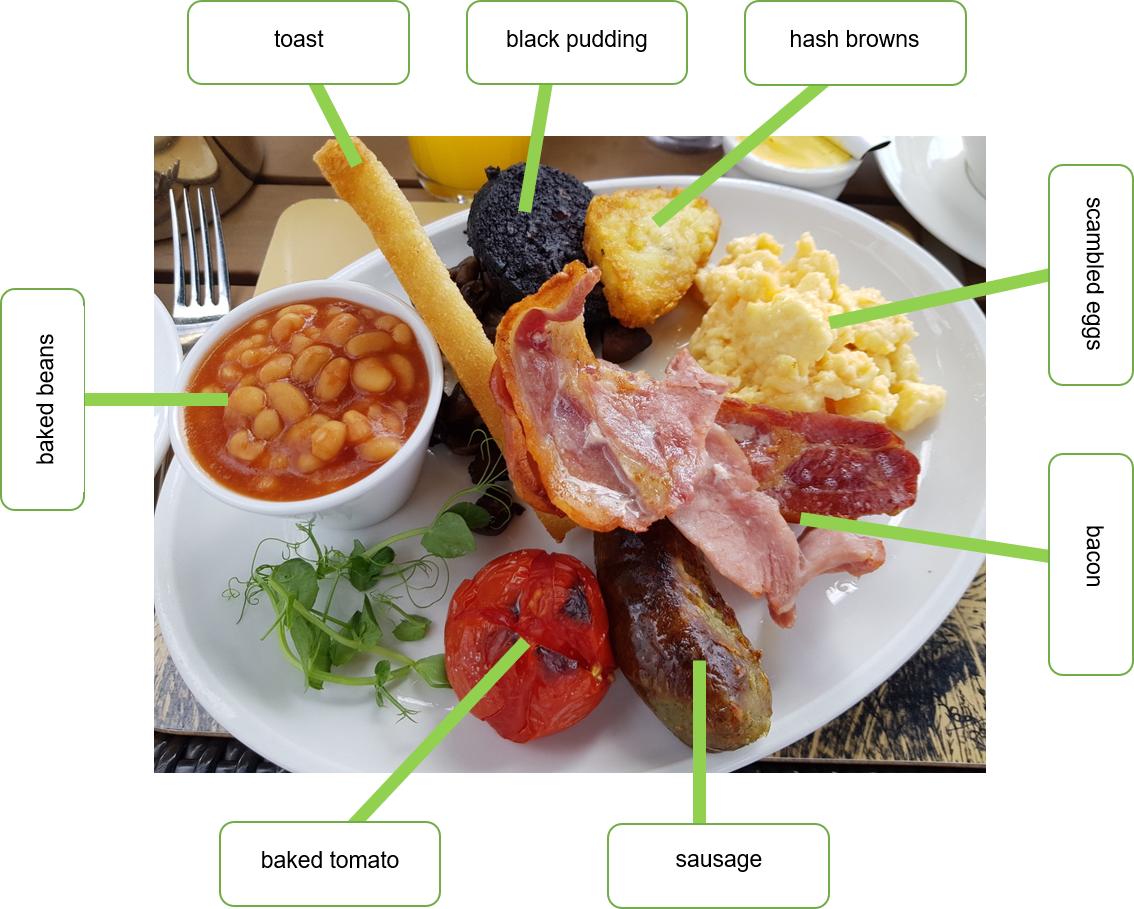 toast
black pudding
hash browns
scambled eggs
baked beans
bacon
baked tomato
sausage